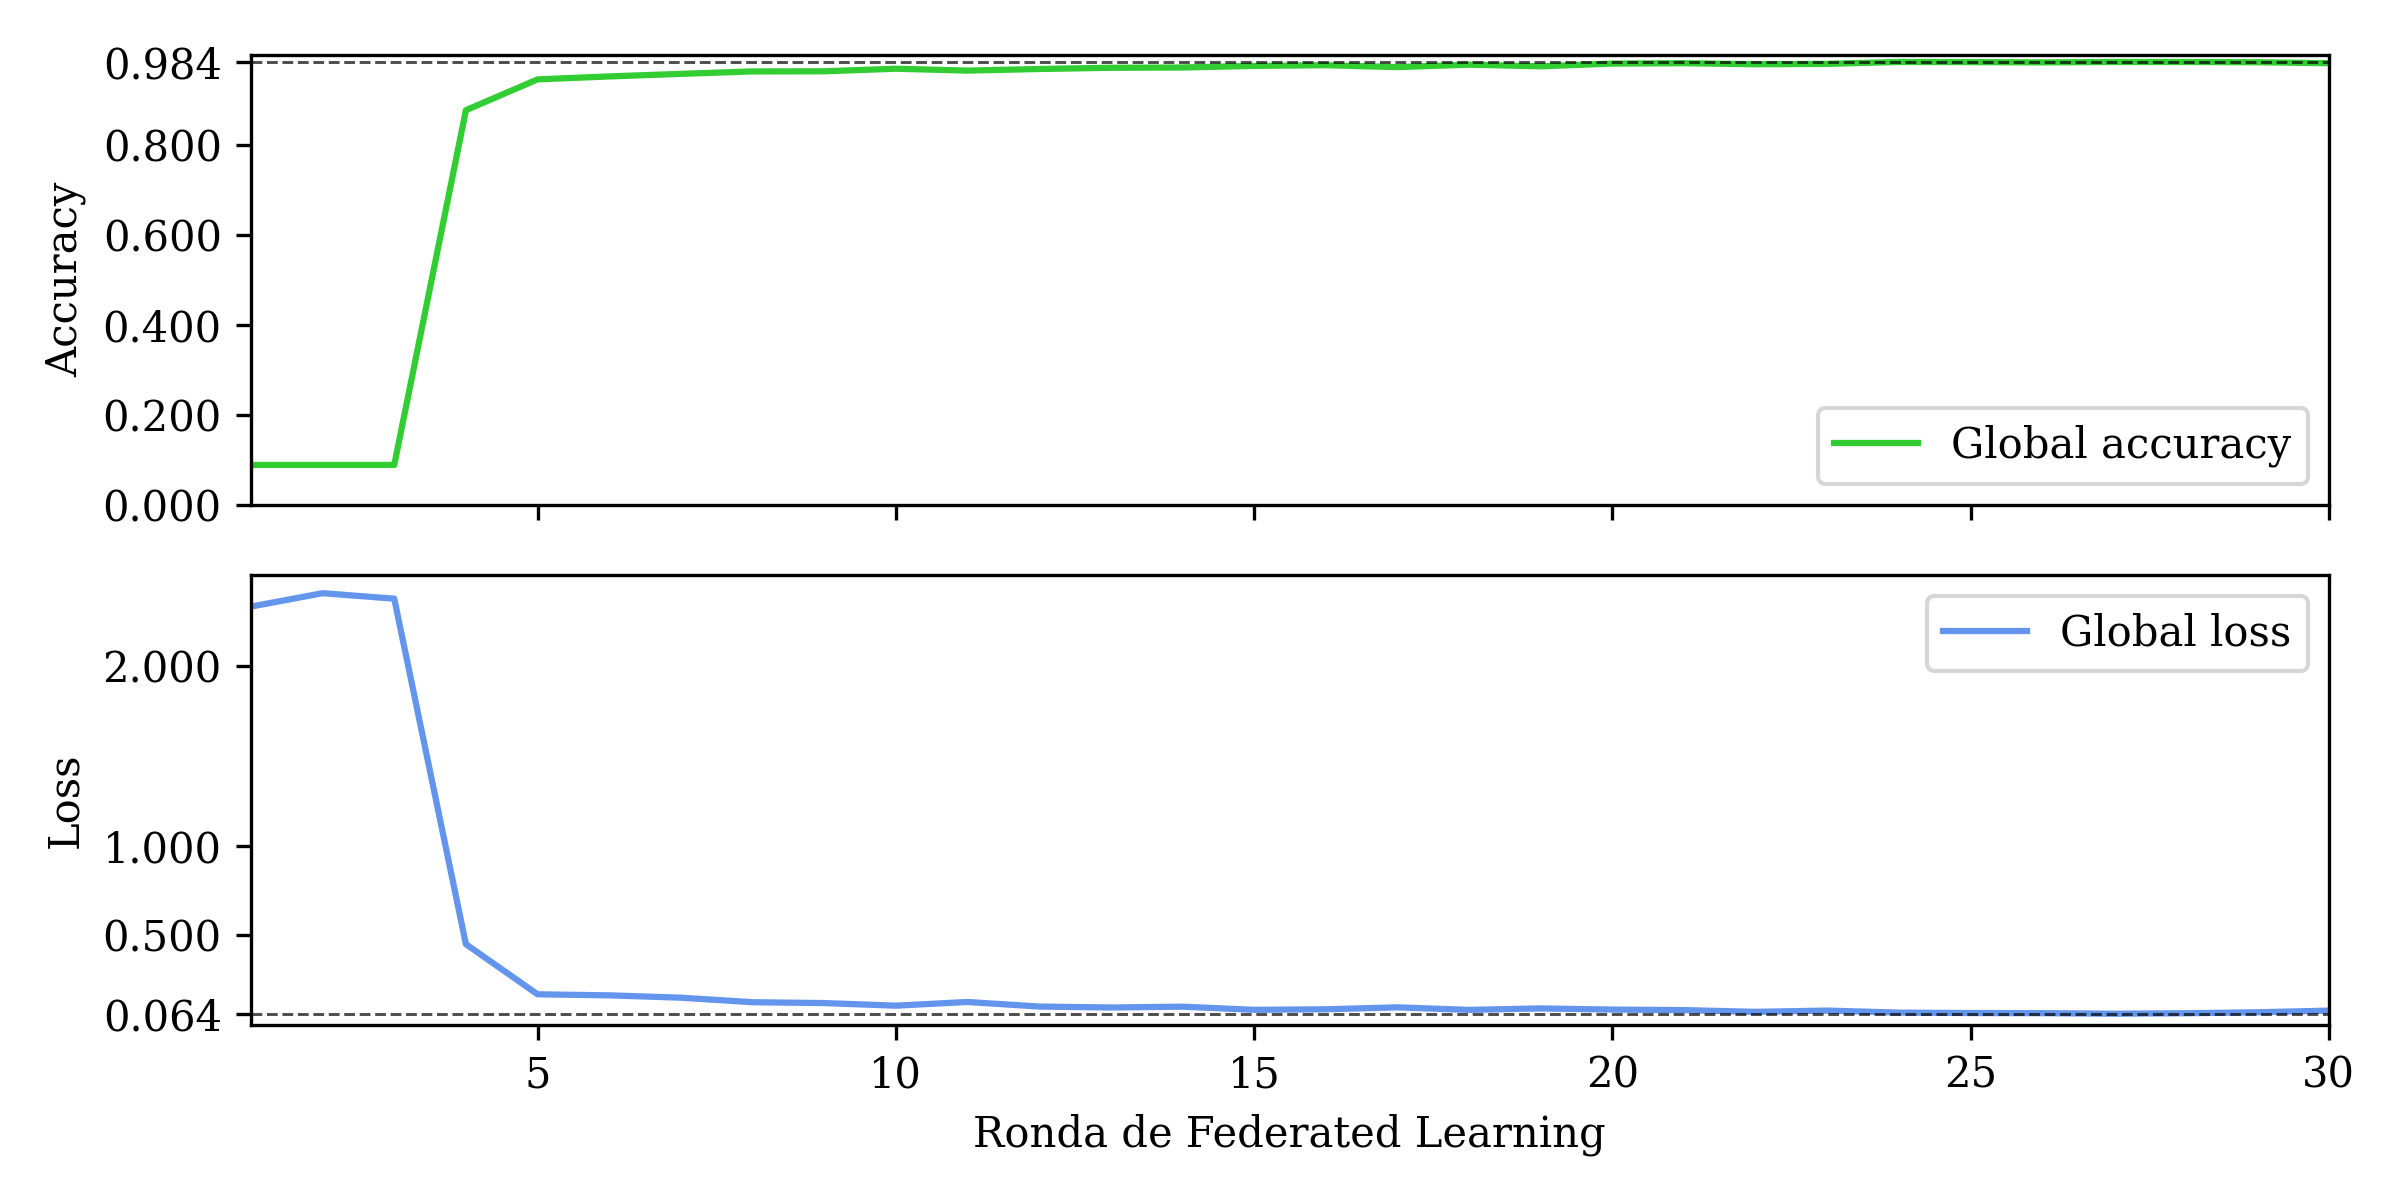 0.984
0.800
0.600
0.400
0.200
0.000
Accuracy
Global accuracy
2.000
1.000
0.500
0.064
Loss
Global loss
5 10 15 20 25 30
Ronda de Federated Learning